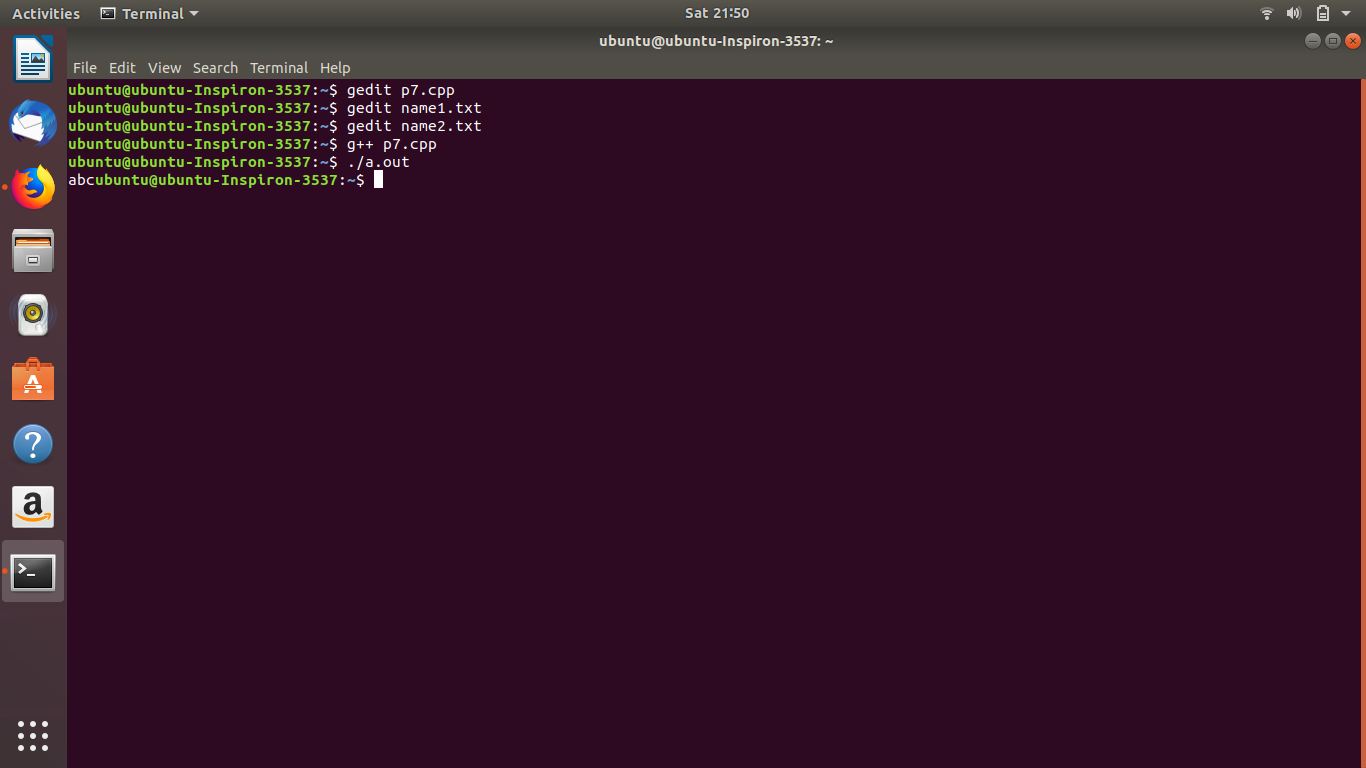 Activities Terminal Sat 21:50
ubuntu@ubuntu-Inspiron-3537: ~
File Edit View Search Terminal Help
ubuntu@ubuntu-Inspiron-3537:~$ gedit p7.cpp
ubuntu@ubuntu-Inspiron-3537:~$ gedit name1.txt
ubuntu@ubuntu-Inspiron-3537:~$ gedit name2.txt
ubuntu@ubuntu-Inspiron-3537:~$ g++ p7.cpp
ubuntu@ubuntu-Inspiron-3537:~$ ./a.out
abcubuntu@ubuntu-Inspiron-3537:~$